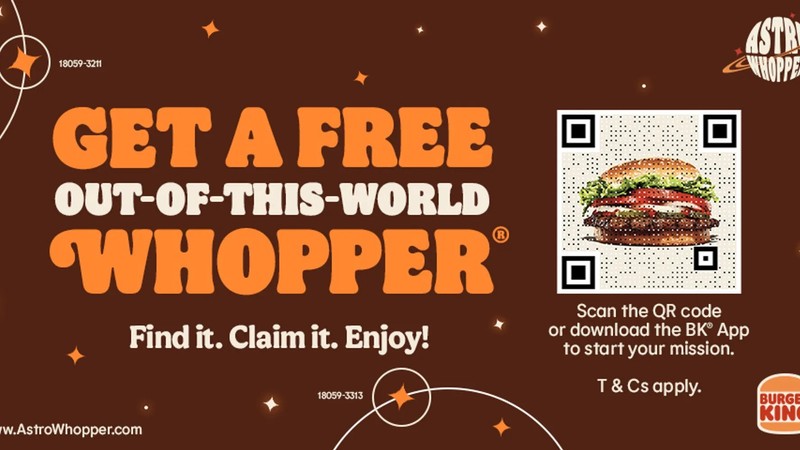 18059-3211
ASTRO
WHOPPER
GET A FREE
OUT-OF-THIS-WORLD
WHOPPER®
Find it. Claim it. Enjoy!
Scan the QR code
or download the BK® App
to start your mission.
T & Cs apply.
18059-3313
www.AstroWhopper.com
BURGER
KING